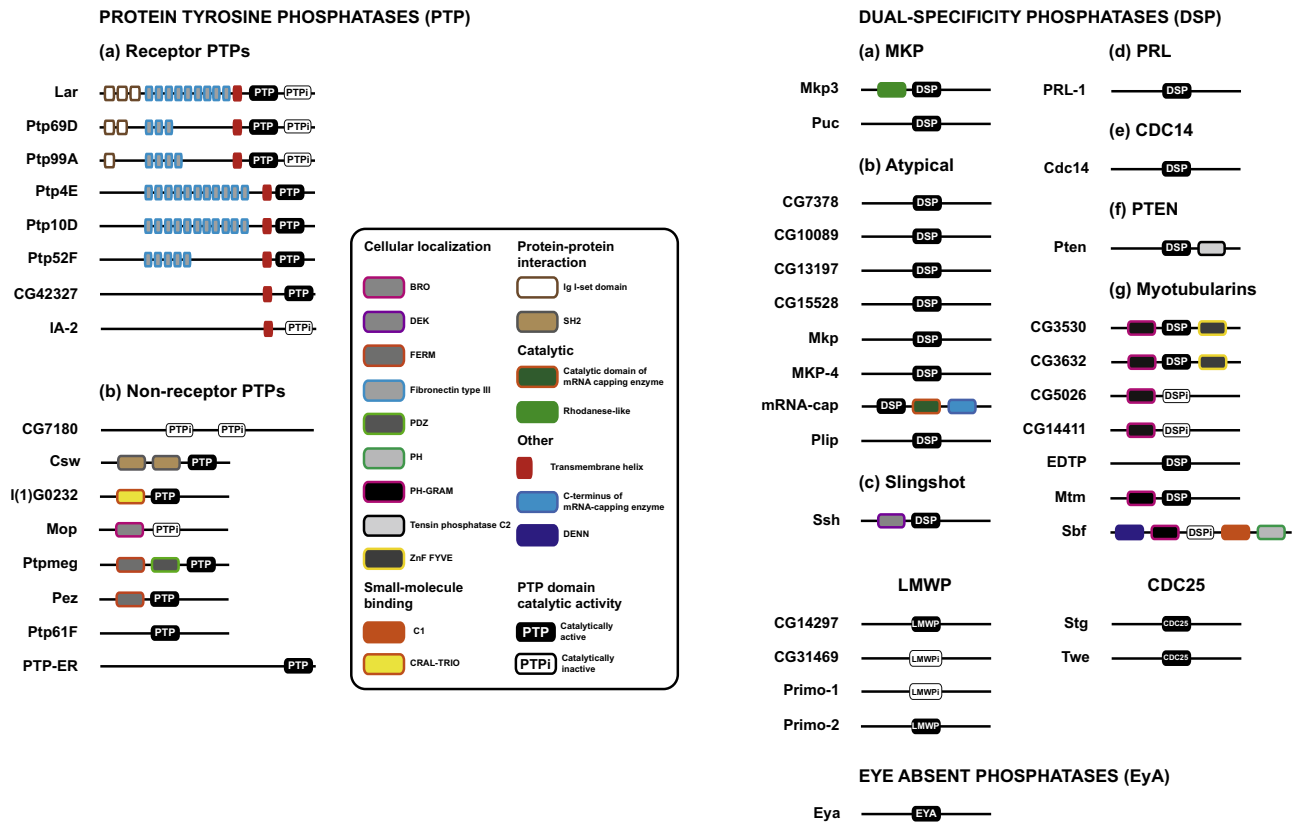 PROTEIN TYROSINE PHOSPHATASES (PTP)
(a) Receptor PTPs
Lar PTP PTPi
Ptp69D PTP PTPi
Ptp99A PTP PTPi
Ptp4E PTP
Ptp10D PTP
Ptp52F PTP
CG42327 PTP
IA-2 PTPi
(b) Non-receptor PTPs
CG7180 PTPi PTPi
Csw PTP
l(1)G0232 PTP
Mop PTPi
Ptpmeg PTP
Pez PTP
Ptp61F PTP
PTP-ER PTP
Cellular localization
BRO
DEK
FERM
Fibronectin type III
PDZ
PH
PH-GRAM
Tensin phosphatase C2
ZnF FYVE
Small-molecule
binding
C1
CRAL-TRIO
Protein-protein
interaction
Ig I-set domain
SH2
Catalytic
Catalytic domain of
mRNA capping enzyme
Rhodanese-like
Other
Transmembrane helix
C-terminus of
mRNA-capping enzyme
DENN
PTP domain
catalytic activity
PTP Catalytically
active
PTPi Catalytically
inactive
DUAL-SPECIFICITY PHOSPHATASES (DSP)
(a) MKP
Mkp3 DSP
Puc DSP
(b) Atypical
CG7378 DSP
CG10089 DSP
CG13197 DSP
CG15528 DSP
Mkp DSP
MKP-4 DSP
mRNA-cap DSP
Plip DSP
(c) Slingshot
Ssh DSP
(d) PRL
PRL-1 DSP
(e) CDC14
Cdc14 DSP
(f) PTEN
Pten DSP
(g) Myotubularins
CG3530 DSP
CG3632 DSP
CG5026 DSPi
CG14411 DSPi
EDTP DSP
Mtm DSP
Sbf DSPi
LMWP
CG14297 LMWP
CG31469 LMWPi
Primo-1 LMWPi
Primo-2 LMWP
CDC25
Stg CDC25
Twe CDC25
EYE ABSENT PHOSPHATASES (EyA)
Eya EYA